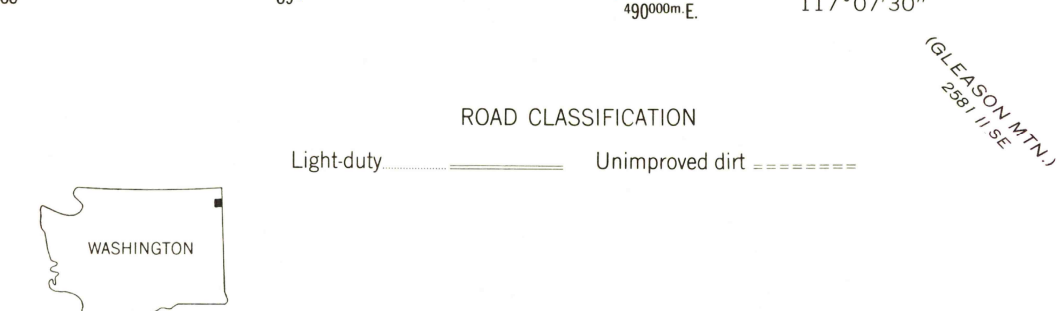 490000m.E.
117°07'30"
(GLEASON MTN.)
2581 II SE
ROAD CLASSIFICATION
Light-duty
Unimproved dirt
WASHINGTON